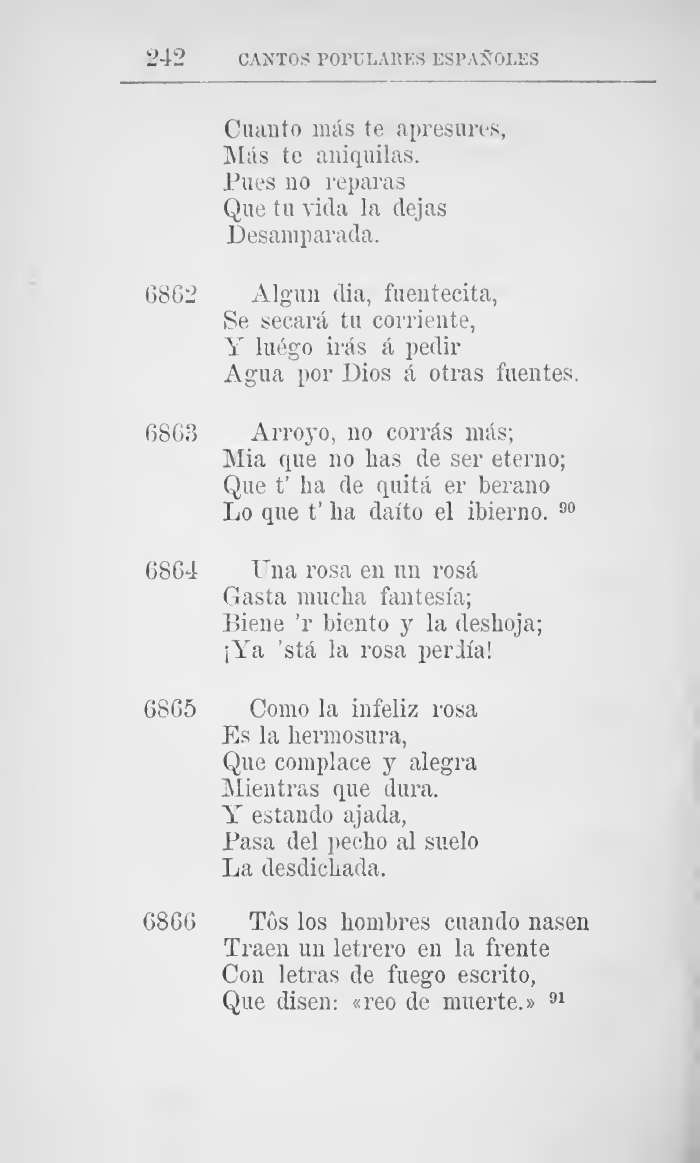 242 CANTOS POPULARES ESPAÑOLES
Cuanto más te apresures,
Más te aniquilas.
Pues no reparas
Que tu vida la dejas
Desamparada.
6862 Algun dia, fuentecita,
Se secará tu corriente,
Y luégo irás á pedir
Agua por Dios á otras fuentes.
6863 Arroyo, no corrás más;
Mia que no has de ser eterno;
Que t' ha de quitá er berano
Lo que t' ha daíto el ibierno. 90
6864 Una rosa en un rosá
Gasta mucha fantesía;
Biene 'r biento y la deshoja;
¡Ya 'stá la rosa perdía!
6865 Como la infeliz rosa
Es la hermosura,
Que complace y alegra
Mientras que dura.
Y estando ajada,
Pasa del pecho al suelo
La desdichada.
6866 Tôs los hombres cuando nasen
Traen un letrero en la frente
Con letras de fuego escrito,
Que disen: «reo de muerte.» 91